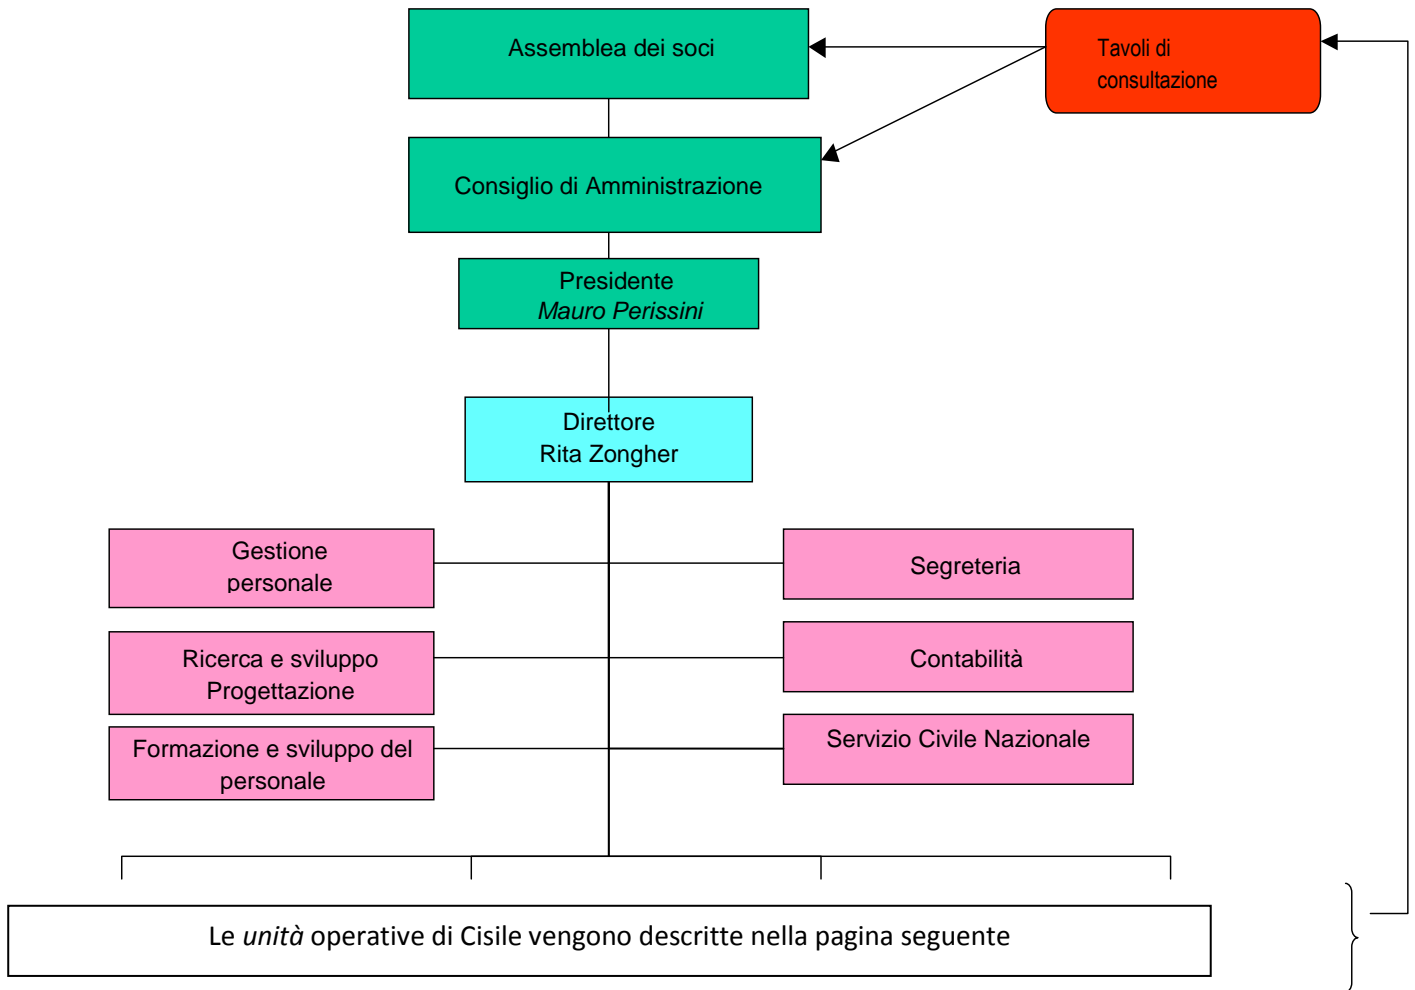 Assemblea dei soci
Tavoli di
consultazione
Consiglio di Amministrazione
Presidente
Mauro Perissini
Direttore
Rita Zongher
Gestione
personale
Segreteria
Ricerca e sviluppo
Progettazione
Contabilità
Formazione e sviluppo del
personale
Servizio Civile Nazionale
Le unità operative di Cisile vengono descritte nella pagina seguente